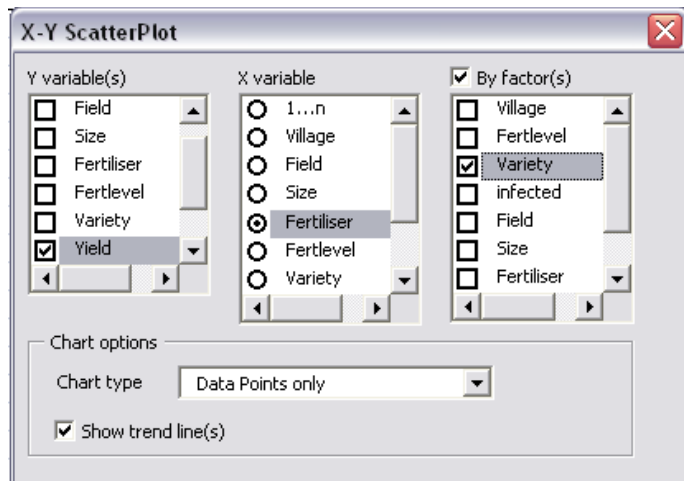 X-Y ScatterPlot
Y variable(s)
Field
Size
Fertiliser
Fertlevel
Variety
Yield
X variable
1...n
Village
Field
Size
Fertiliser
Fertlevel
Variety
By factor(s)
Village
Fertlevel
Variety
infected
Field
Size
Fertiliser
Chart options
Chart type
Data Points only
Show trend line(s)